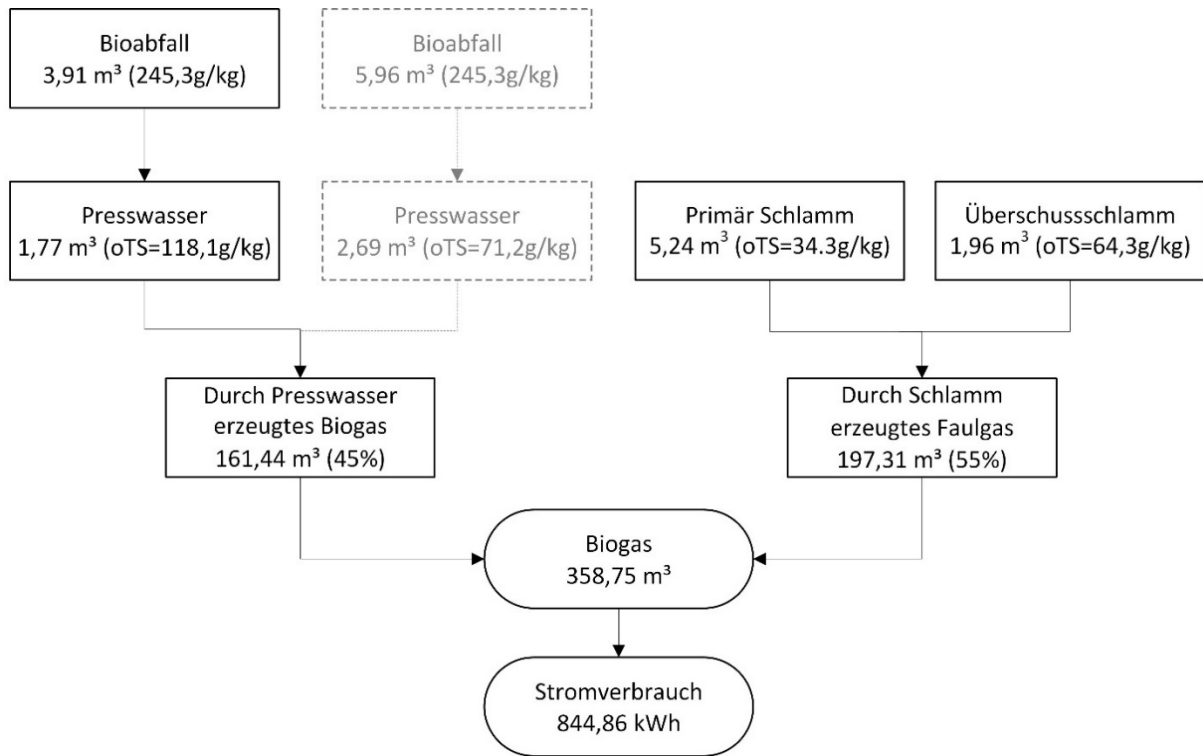 Bioabfall
3,91 m³ (245,3g/kg)
Bioabfall
5,96 m³ (245,3g/kg)
Presswasser
1,77 m³ (oTS=118,1g/kg)
Presswasser
2,69 m³ (oTS=71,2g/kg)
Primär Schlamm
5,24 m³ (oTS=34.3g/kg)
Überschussschlamm
1,96 m³ (oTS=64,3g/kg)
Durch Presswasser
erzeugtes Biogas
161,44 m³ (45%)
Durch Schlamm
erzeugtes Faulgas
197,31 m³ (55%)
Biogas
358,75 m³
Stromverbrauch
844,86 kWh